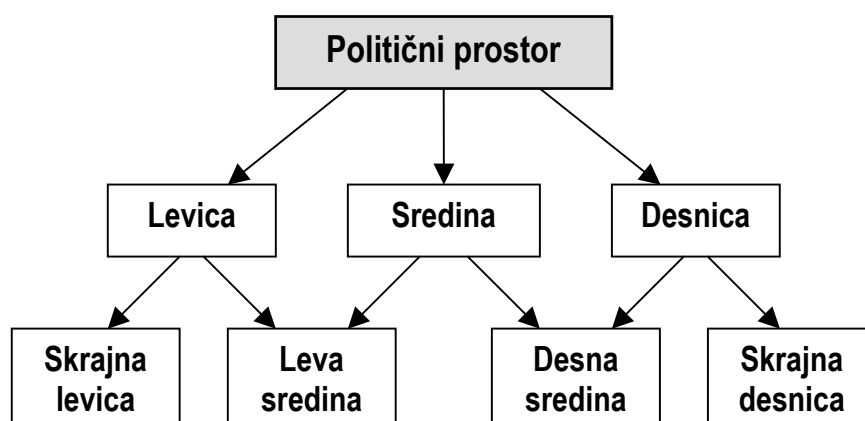 Politični prostor
Levica
Sredina
Desnica
Skrajna
levica
Leva
sredina
Desna
sredina
Skrajna
desnica